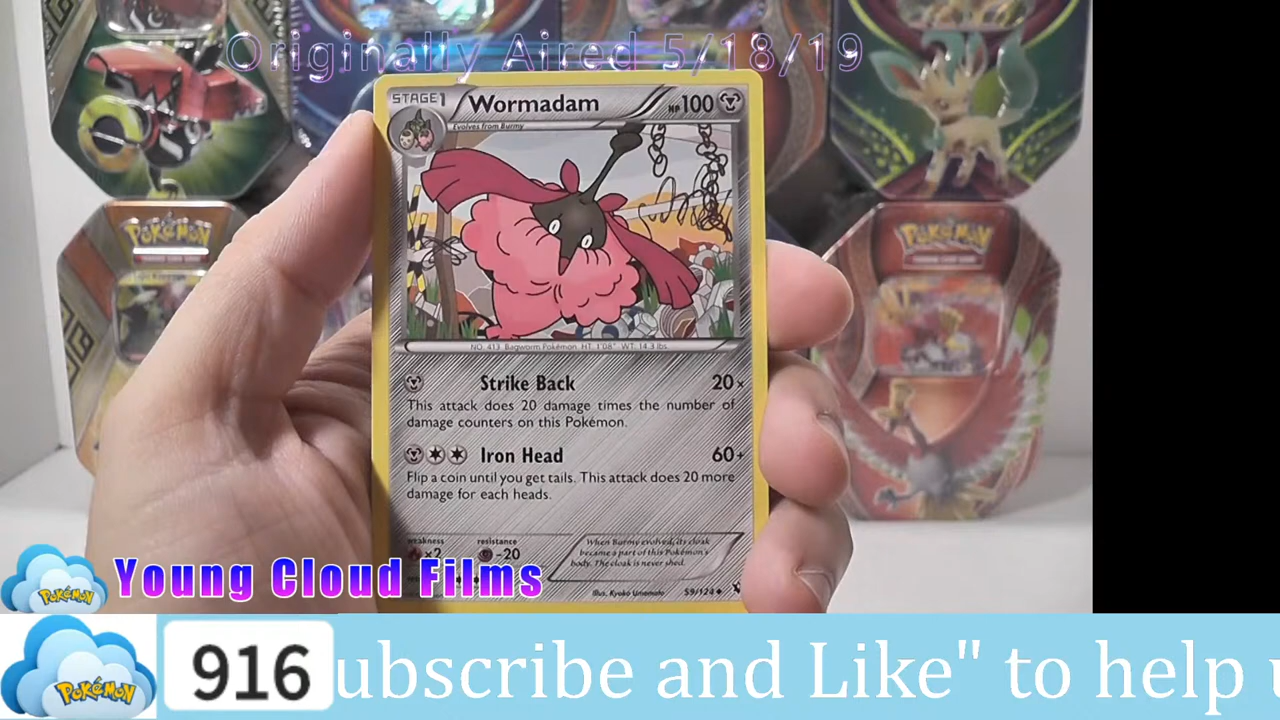 Originally Aired 5/18/19
STAGE1 Wormadam HP100
Evolves from Burmy
POKéMON
POKéMON
NO. 413 Bagworm Pokémon HT: 1'08" WT: 14.3 lbs.
Strike Back 20×
This attack does 20 damage times the number of
damage counters on this Pokémon.
Iron Head 60+
Flip a coin until you get tails. This attack does 20 more
damage for each heads.
weakness resistance
×2 -20
When Burmy evolved, its cloak
became a part of this Pokémon's
body. The cloak is never shed.
Illus. Kyoko Umemoto 59/124
POKéMON
Young Cloud Films
POKéMON
916
ubscribe and Like" to help u